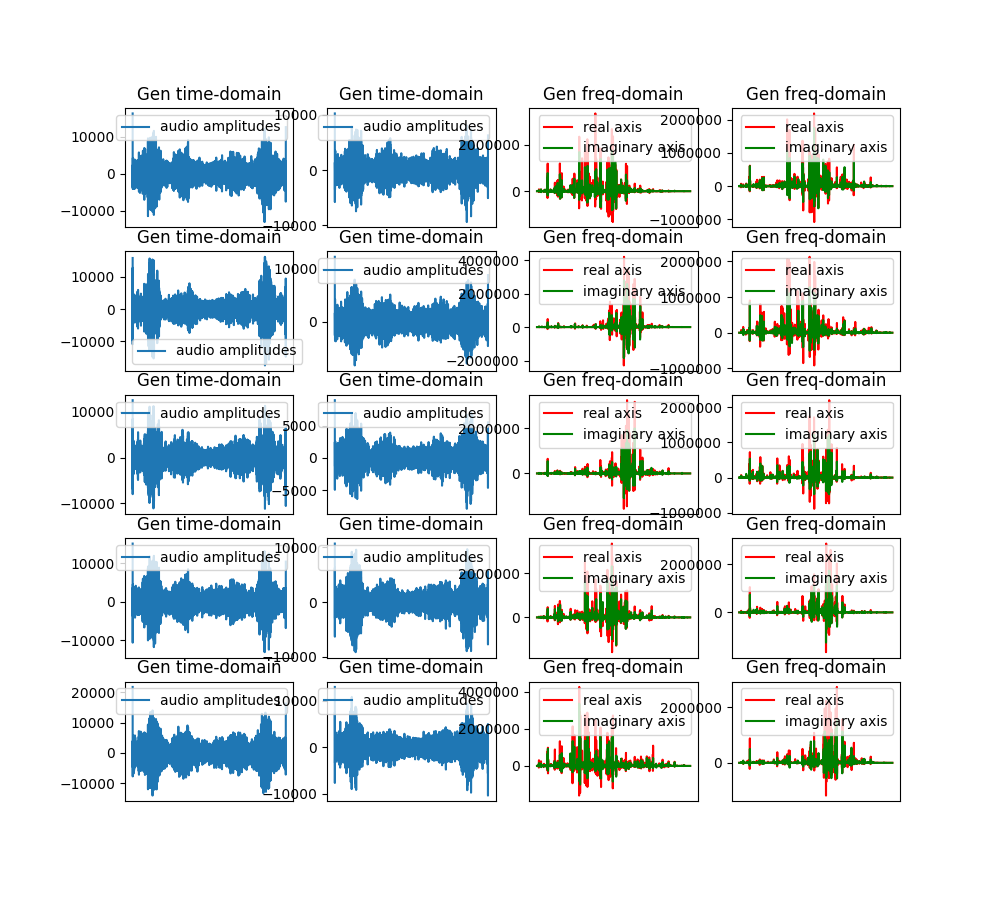 Gen time-domain
Gen time-domain
Gen freq-domain
Gen freq-domain
audio amplitudes
10000
0
−10000
audio amplitudes
10000
0
−10000
real axis
imaginary axis
2000000
0
real axis
imaginary axis
2000000
1000000
0
−1000000
Gen time-domain
Gen time-domain
Gen freq-domain
Gen freq-domain
10000
0
−10000
audio amplitudes
audio amplitudes
10000
0
real axis
imaginary axis
4000000
2000000
0
−2000000
real axis
imaginary axis
2000000
1000000
0
−1000000
Gen time-domain
Gen time-domain
Gen freq-domain
Gen freq-domain
audio amplitudes
10000
0
−10000
audio amplitudes
5000
0
−5000
real axis
imaginary axis
2000000
0
real axis
imaginary axis
2000000
1000000
0
−1000000
Gen time-domain
Gen time-domain
Gen freq-domain
Gen freq-domain
audio amplitudes
10000
0
−10000
audio amplitudes
10000
0
−10000
real axis
imaginary axis
2000000
0
real axis
imaginary axis
2000000
0
Gen time-domain
Gen time-domain
Gen freq-domain
Gen freq-domain
audio amplitudes
20000
10000
0
−10000
audio amplitudes
10000
0
−10000
real axis
imaginary axis
4000000
2000000
0
real axis
imaginary axis
2000000
0